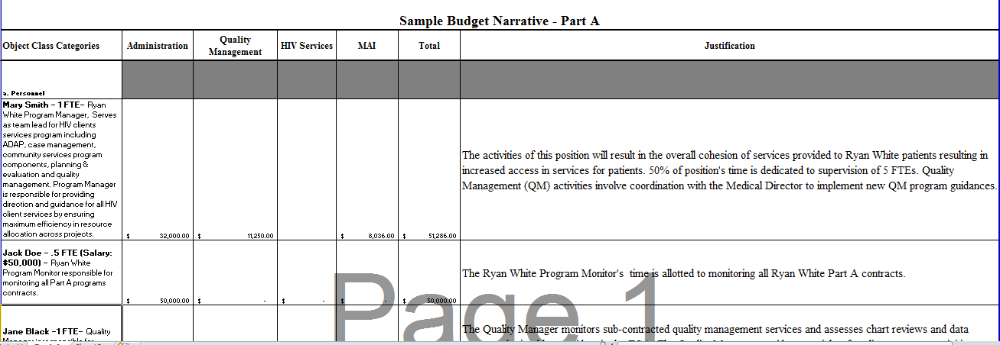 Sample Budget Narrative - Part A
Object Class Categories
Administration
Quality
Management
HIV Services
MAI
Total
Justification
a. Personnel
Mary Smith - 1 FTE- Ryan
White Program Manager, Serves
as team lead for HIV clients
services program including
ADAP, case management,
community services program
components, planning &
evaluation and quality
management. Program Manager
is responsible for providing
direction and guidance for all HIV
client services by ensuring
maximum efficiency in resource
allocation across projects.
$ 32,000.00
$ 11,250.00
$ 8,036.00
$ 51,286.00
The activities of this position will result in the overall cohesion of services provided to Ryan White patients resulting in
increased access in services for patients. 50% of position's time is dedicated to supervision of 5 FTEs. Quality
Management (QM) activities involve coordination with the Medical Director to implement new QM program guidances.
Jack Doe - .5 FTE (Salary:
$50,000) - Ryan White
Program Monitor responsible for
monitoring all Part A programs
contracts.
$ 50,000.00
$ -
$ -
$ -
$ 50,000.00
The Ryan White Program Monitor's time is allotted to monitoring all Ryan White Part A contracts.
Page 1
Jane Black -1 FTE- Quality
The Quality Manager monitors sub-contracted quality management services and assesses chart reviews and data